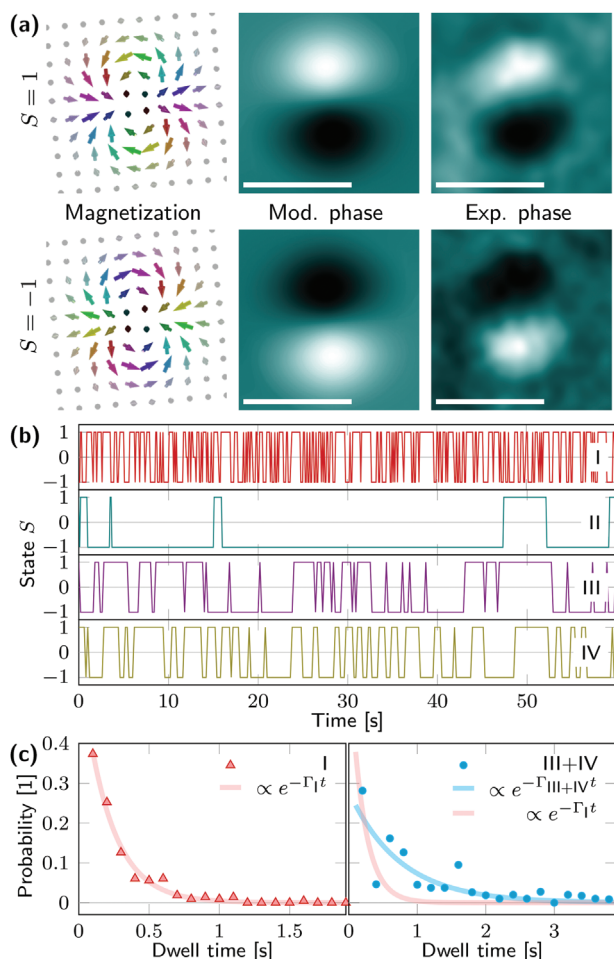 (a)
S = 1
Magnetization Mod. phase Exp. phase
S = −1
(b)
State S
1
0
−1
I
1
0
−1
II
1
0
−1
III
1
0
−1
IV
0 10 20 30 40 50
Time [s]
(c)
Probability [1]
0.4
0.3
0.2
0.1
0
I
∝ e^{−Γ_I t}
0 0.5 1 1.5
Dwell time [s]
III+IV
∝ e^{−Γ_{III+IV} t}
∝ e^{−Γ_I t}
0 1 2 3
Dwell time [s]